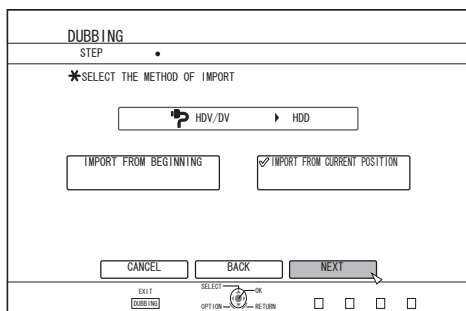 DUBBING
STEP
SELECT THE METHOD OF IMPORT
HDV/DV HDD
IMPORT FROM BEGINNING IMPORT FROM CURRENT POSITION
CANCEL BACK NEXT
EXIT SELECT OK
DUBBING OPTION RETURN